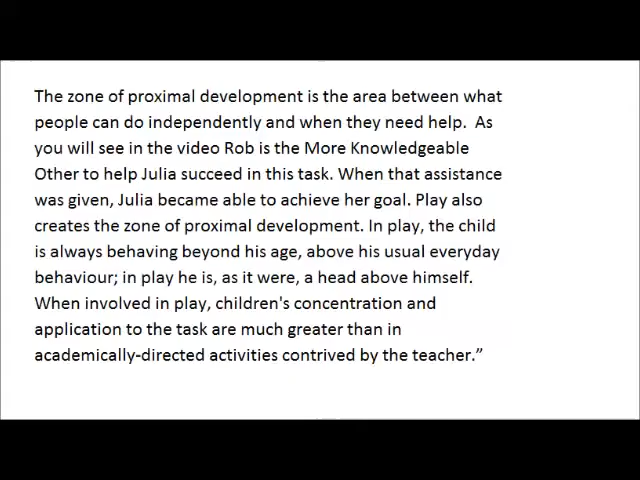 The zone of proximal development is the area between what
people can do independently and when they need help.  As
you will see in the video Rob is the More Knowledgeable
Other to help Julia succeed in this task. When that assistance
was given, Julia became able to achieve her goal. Play also
creates the zone of proximal development. In play, the child
is always behaving beyond his age, above his usual everyday
behaviour; in play he is, as it were, a head above himself.
When involved in play, children's concentration and
application to the task are much greater than in
academically-directed activities contrived by the teacher.”